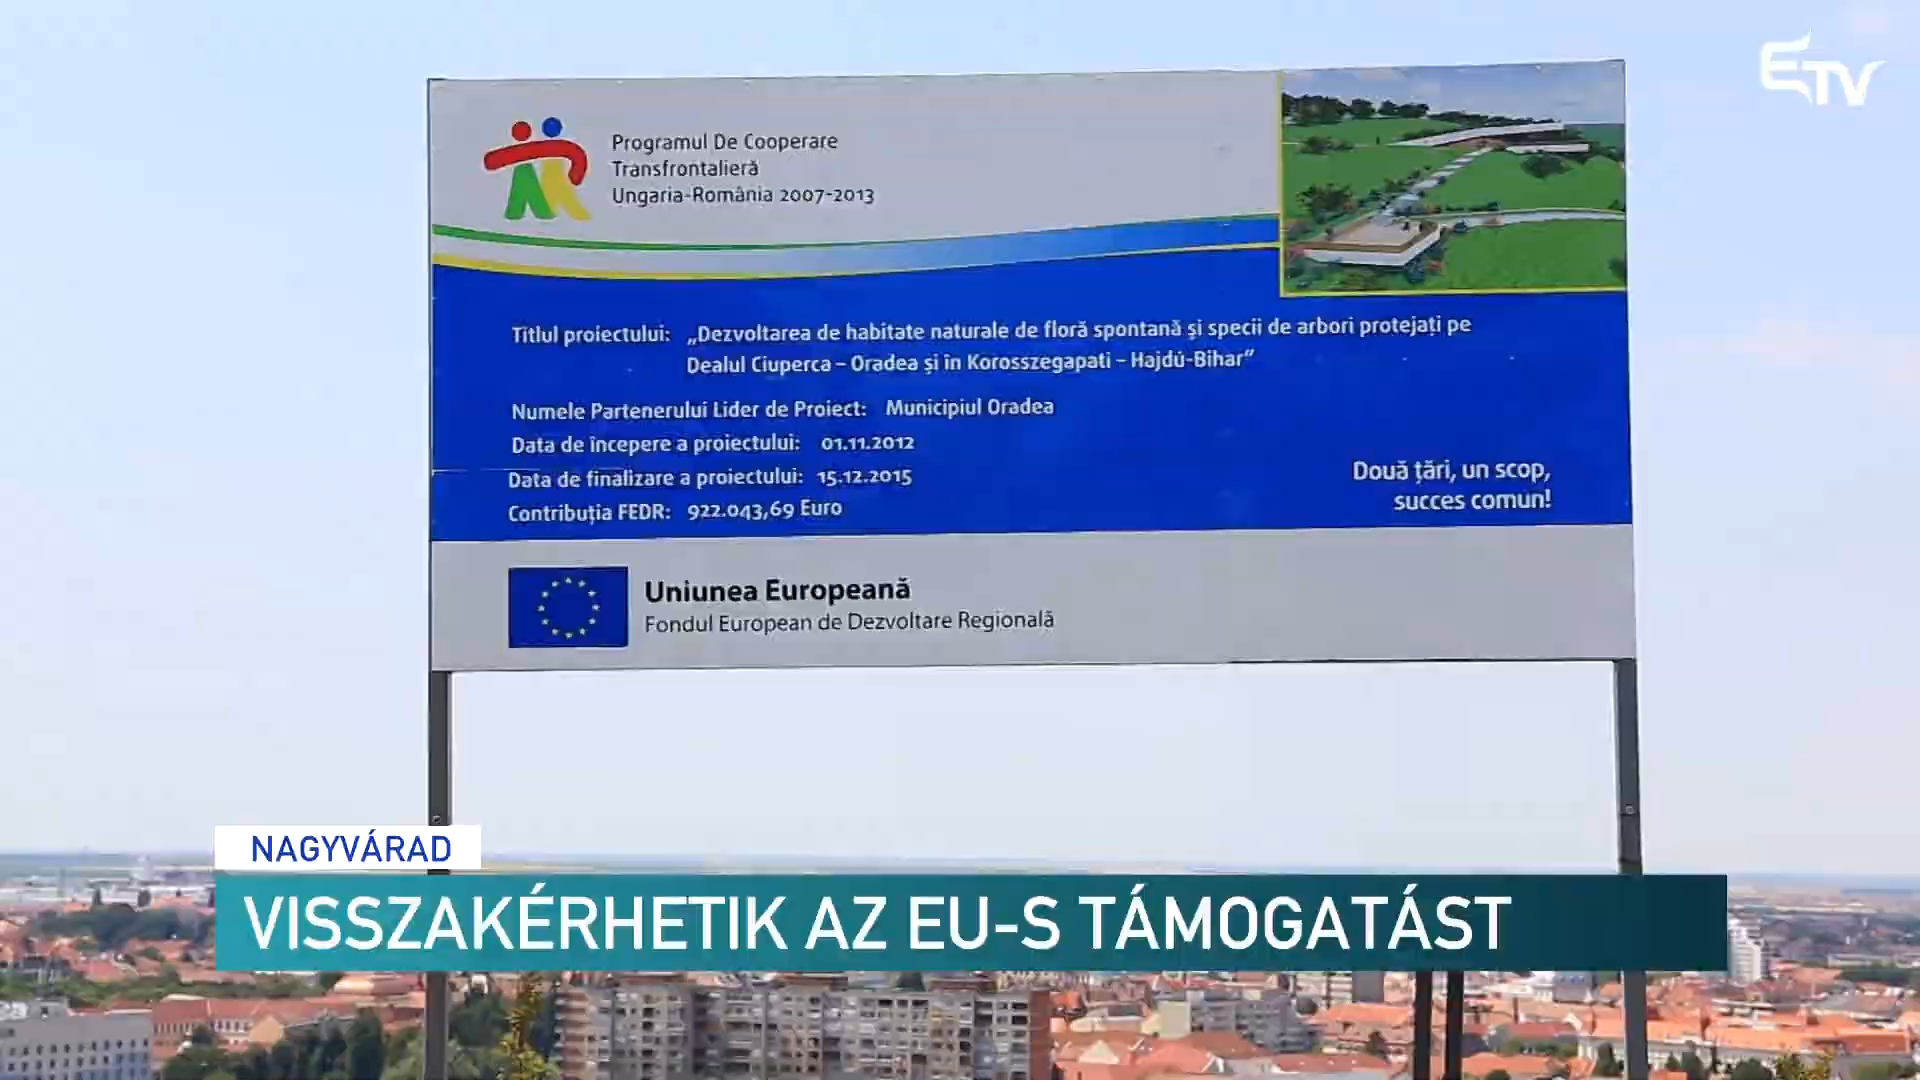 ETV
Programul De Cooperare
Transfrontalieră
Ungaria-România 2007-2013
Titlul proiectului: „Dezvoltarea de habitate naturale de floră spontană și specii de arbori protejați pe
Dealul Ciuperca – Oradea și în Korosszegapati – Hajdú-Bihar”
Numele Partenerului Lider de Proiect: Municipiul Oradea
Data de începere a proiectului: 01.11.2012
Data de finalizare a proiectului: 15.12.2015
Contribuția FEDR: 922.043,69 Euro
Două țări, un scop,
succes comun!
Uniunea Europeană
Fondul European de Dezvoltare Regională
NAGYVÁRAD
VISSZAKÉRHETIK AZ EU-S TÁMOGATÁST